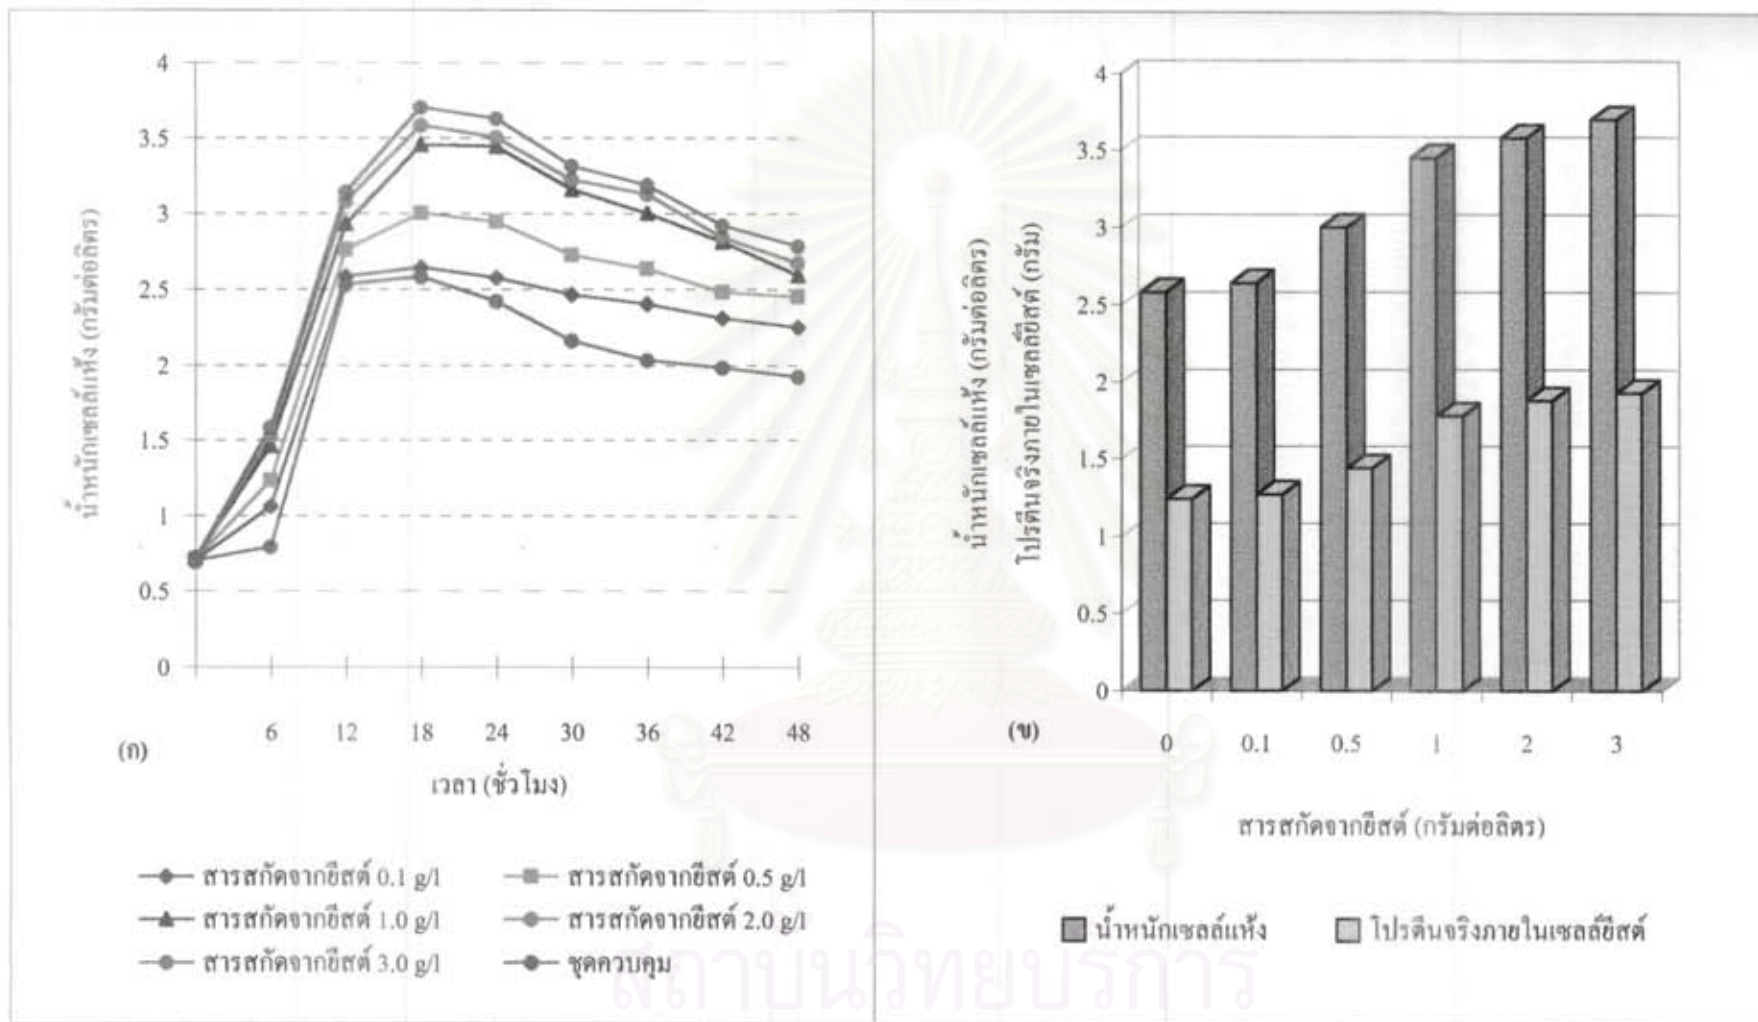 น้ำหนักเซลล์แห้ง (กรัมต่อลิตร)
4
3.5
3
2.5
2
1.5
1
0.5
0
6 12 18 24 30 36 42 48
(ก)
เวลา (ชั่วโมง)
สารสกัดจากยีสต์ 0.1 g/l
สารสกัดจากยีสต์ 0.5 g/l
สารสกัดจากยีสต์ 1.0 g/l
สารสกัดจากยีสต์ 2.0 g/l
สารสกัดจากยีสต์ 3.0 g/l
ชุดควบคุม
น้ำหนักเซลล์แห้ง (กรัมต่อลิตร)
โปรตีนจริงภายในเซลล์ยีสต์ (กรัม)
4
3.5
3
2.5
2
1.5
1
0.5
0
(ข)
0 0.1 0.5 1 2 3
สารสกัดจากยีสต์ (กรัมต่อลิตร)
น้ำหนักเซลล์แห้ง
โปรตีนจริงภายในเซลล์ยีสต์
สถาบันวิทยบริการ